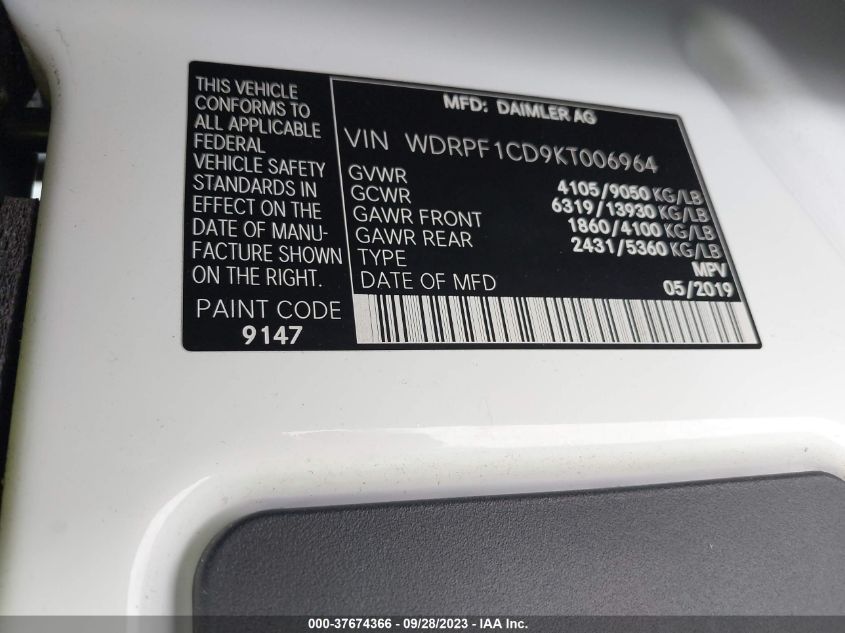 THIS VEHICLE
CONFORMS TO
ALL APPLICABLE
FEDERAL
VEHICLE SAFETY
STANDARDS IN
EFFECT ON THE
DATE OF MANU-
FACTURE SHOWN
ON THE RIGHT.
PAINT CODE
9147
MFD: DAIMLER AG
VIN WDRPF1CD9KT006964
GVWR 4105/9050 KG/LB
GCWR 6319/13930 KG/LB
GAWR FRONT 1860/4100 KG/LB
GAWR REAR 2431/5360 KG/LB
TYPE MPV
DATE OF MFD 05/2019
000-37674366 - 09/28/2023 - IAA Inc.